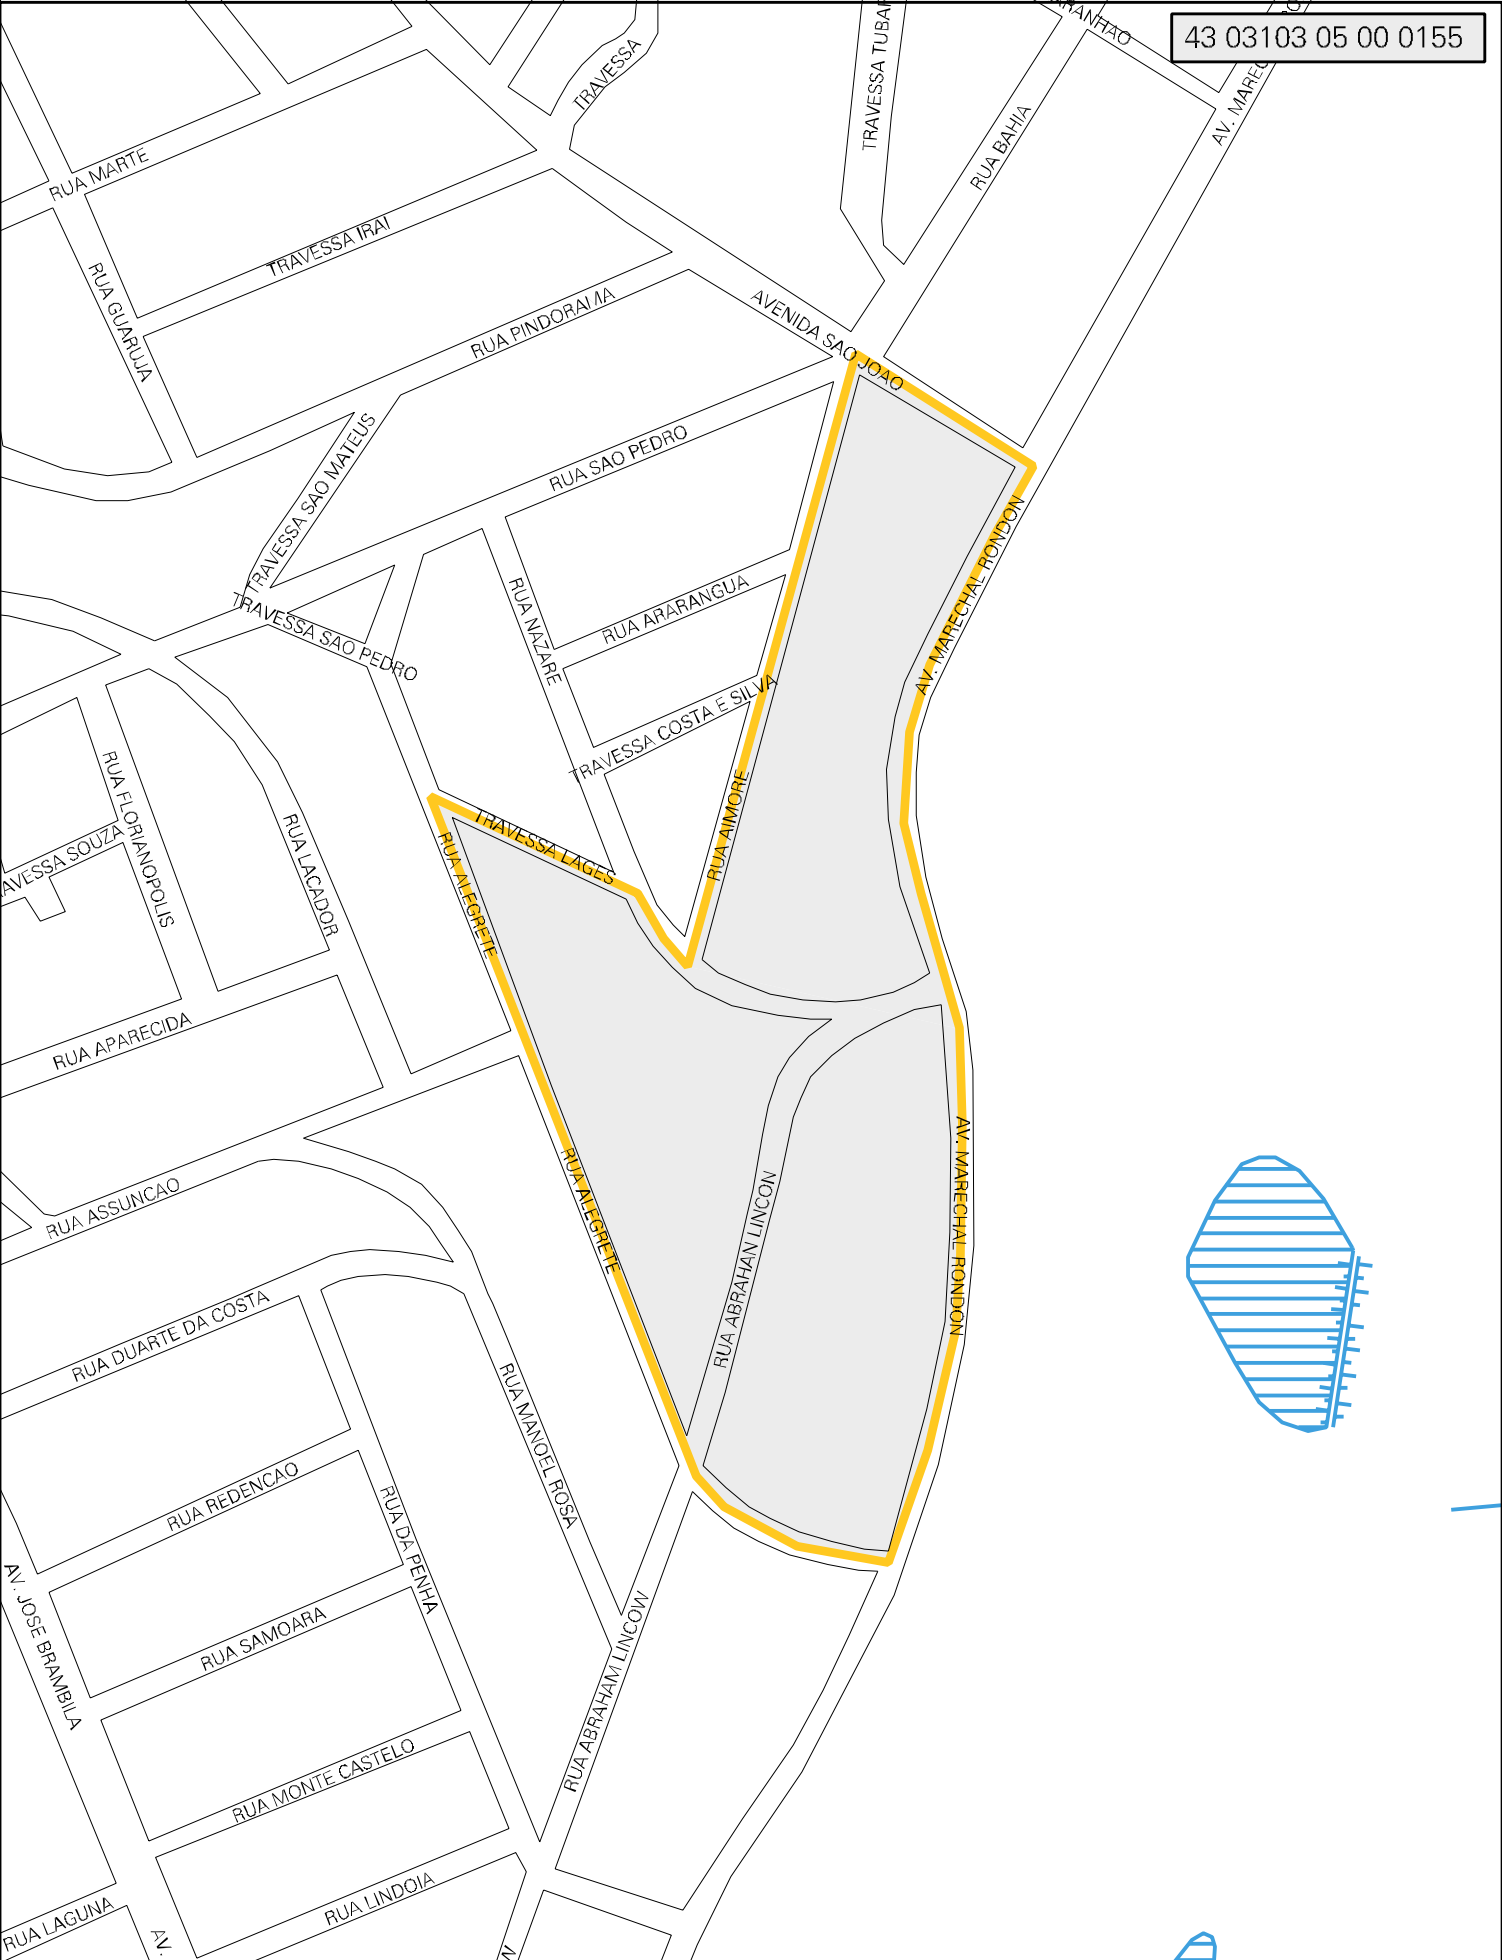 43 03103 05 00 0155
TRAVESSA
RUA BAHIA
RUA MARTE
TRAVESSA IRAI
RUA GUARUJA
RUA PINDORAMA
AVENIDA SAO JOAO
TRAVESSA SAO MATEUS
RUA SAO PEDRO
AV. MARECHAL RONDON
TRAVESSA SAO PEDRO
RUA NAZARE
RUA ARARANGUA
TRAVESSA COSTA E SILVA
RUA FLORIANOPOLIS
RUA LACADOR
RUA ALEGRETE
TRAVESSA LAGES
RUA AIMORE
RUA APARECIDA
RUA ASSUNCAO
RUA ALEGRETE
RUA ABRAHAN LINCON
AV. MARECHAL RONDON
RUA DUARTE DA COSTA
RUA MANOEL ROSA
RUA REDENCAO
RUA DA PENHA
AV. JOSE BRAMBILA
RUA SAMOARA
RUA ABRAHAM LINCOW
RUA MONTE CASTELO
RUA LINDOIA
RUA LAGUNA
AV.